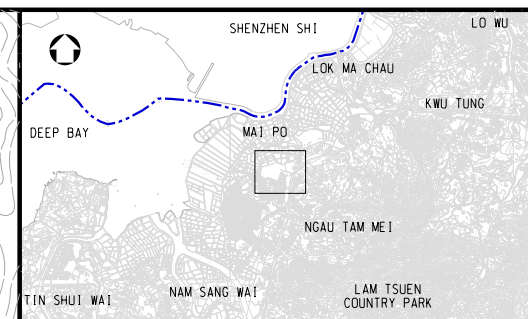 LO WU
SHENZHEN SHI
LOK MA CHAU
KWU TUNG
DEEP BAY
MAI PO
NGAU TAM MEI
NAM SANG WAI
TIN SHUI WAI
LAM TSUEN
COUNTRY PARK